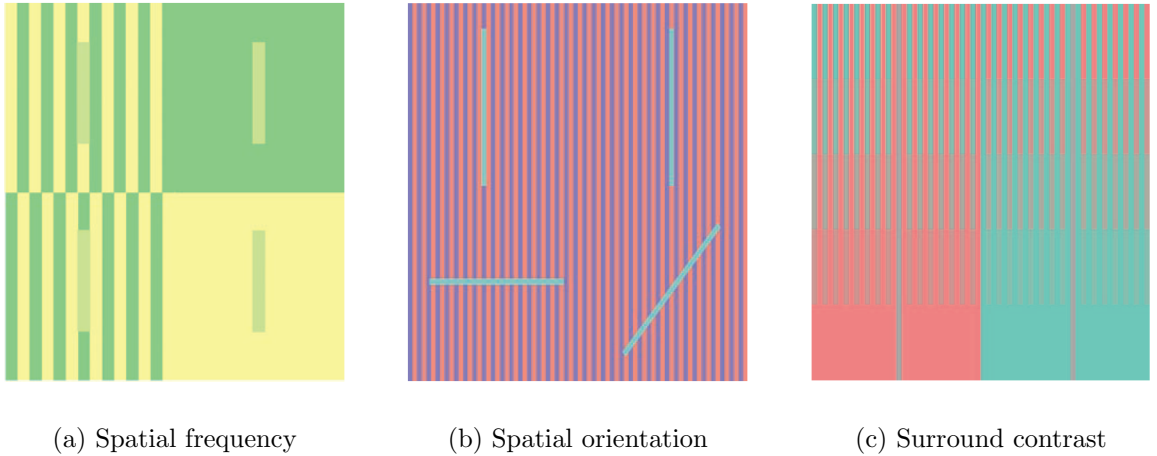 (a) Spatial frequency
(b) Spatial orientation
(c) Surround contrast